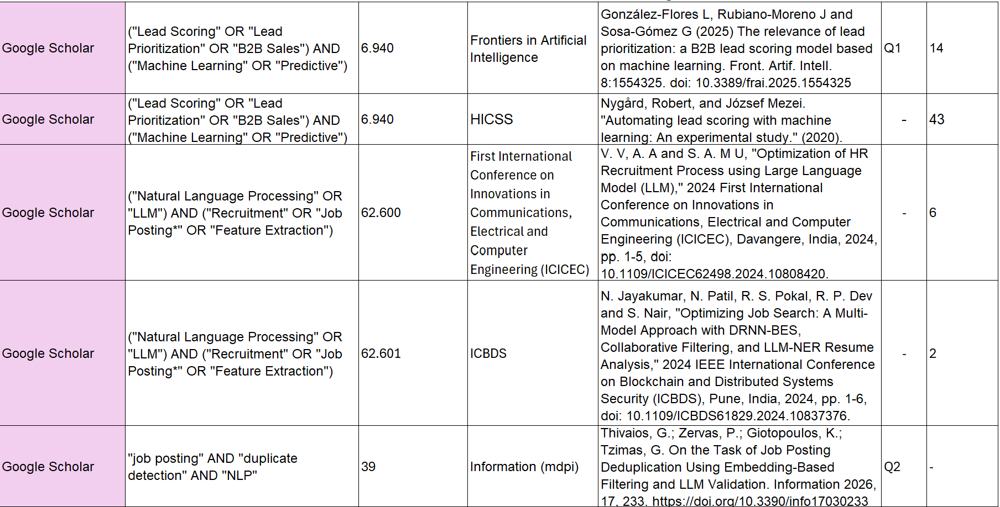 Google Scholar
("Lead Scoring" OR "Lead
Prioritization" OR "B2B Sales") AND
("Machine Learning" OR "Predictive")
6.940
Frontiers in Artificial
Intelligence
González-Flores L, Rubiano-Moreno J and
Sosa-Gómez G (2025) The relevance of lead
prioritization: a B2B lead scoring model based
on machine learning. Front. Artif. Intell.
8:1554325. doi: 10.3389/frai.2025.1554325
Q1
14
Google Scholar
("Lead Scoring" OR "Lead
Prioritization" OR "B2B Sales") AND
("Machine Learning" OR "Predictive")
6.940
HICSS
Nygård, Robert, and József Mezei.
"Automating lead scoring with machine
learning: An experimental study." (2020).
-
43
Google Scholar
("Natural Language Processing" OR
"LLM") AND ("Recruitment" OR "Job
Posting*" OR "Feature Extraction")
62.600
First International
Conference on
Innovations in
Communications,
Electrical and
Computer
Engineering (ICICEC)
V. V, A. A and S. A. M U, "Optimization of HR
Recruitment Process using Large Language
Model (LLM)," 2024 First International
Conference on Innovations in
Communications, Electrical and Computer
Engineering (ICICEC), Davangere, India, 2024,
pp. 1-5, doi:
10.1109/ICICEC62498.2024.10808420.
-
6
Google Scholar
("Natural Language Processing" OR
"LLM") AND ("Recruitment" OR "Job
Posting*" OR "Feature Extraction")
62.601
ICBDS
N. Jayakumar, N. Patil, R. S. Pokal, R. P. Dev
and S. Nair, "Optimizing Job Search: A Multi-
Model Approach with DRNN-BES,
Collaborative Filtering, and LLM-NER Resume
Analysis," 2024 IEEE International Conference
on Blockchain and Distributed Systems
Security (ICBDS), Pune, India, 2024, pp. 1-6,
doi: 10.1109/ICBDS61829.2024.10837376.
-
2
Google Scholar
"job posting" AND "duplicate
detection" AND "NLP"
39
Information (mdpi)
Thivaios, G.; Zervas, P.; Giotopoulos, K.;
Tzimas, G. On the Task of Job Posting
Deduplication Using Embedding-Based
Filtering and LLM Validation. Information 2026,
17, 233. https://doi.org/10.3390/info17030233
Q2
-